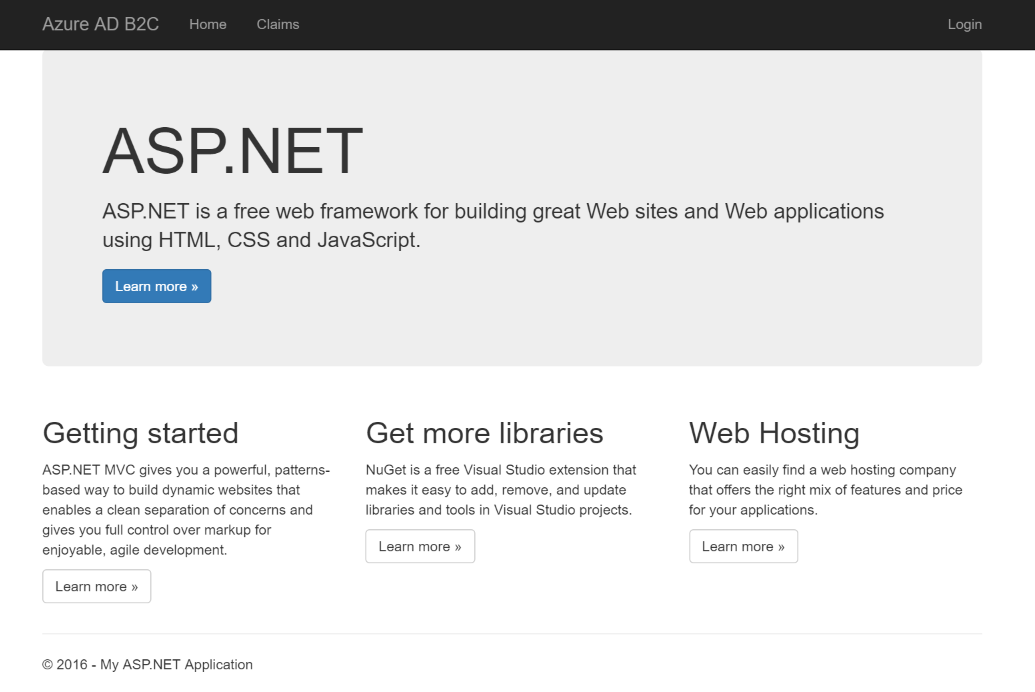 Azure AD B2C Home Claims Login
ASP.NET
ASP.NET is a free web framework for building great Web sites and Web applications
using HTML, CSS and JavaScript.
Learn more »
Getting started
ASP.NET MVC gives you a powerful, patterns-
based way to build dynamic websites that
enables a clean separation of concerns and
gives you full control over markup for
enjoyable, agile development.
Learn more »
Get more libraries
NuGet is a free Visual Studio extension that
makes it easy to add, remove, and update
libraries and tools in Visual Studio projects.
Learn more »
Web Hosting
You can easily find a web hosting company
that offers the right mix of features and price
for your applications.
Learn more »
© 2016 - My ASP.NET Application